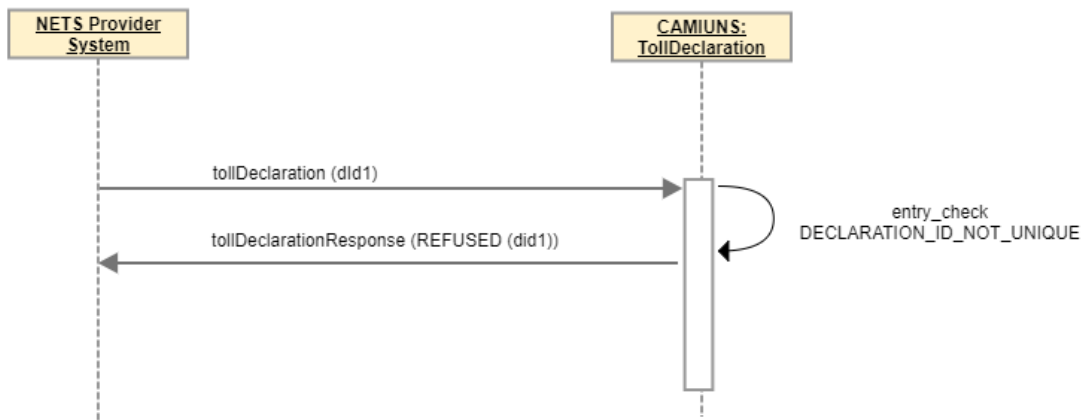 NETS Provider
System
CAMIUNS:
TollDeclaration
tollDeclaration (dId1)
entry_check
DECLARATION_ID_NOT_UNIQUE
tollDeclarationResponse (REFUSED (did1))